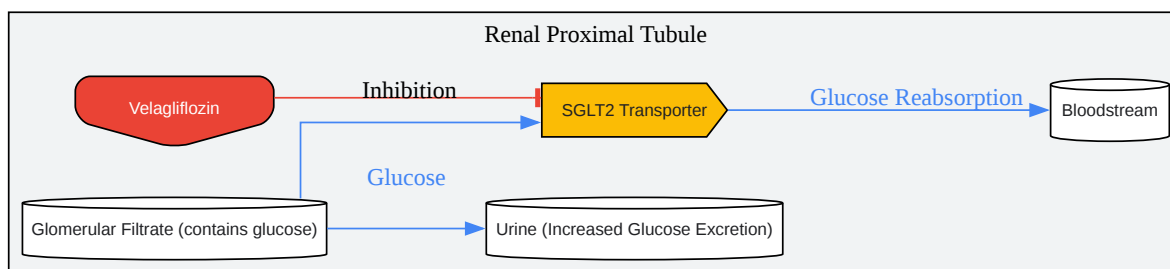 Renal Proximal Tubule
Velagliflozin
Inhibition
SGLT2 Transporter
Glucose Reabsorption
Bloodstream
Glucose
Glomerular Filtrate (contains glucose)
Urine (Increased Glucose Excretion)